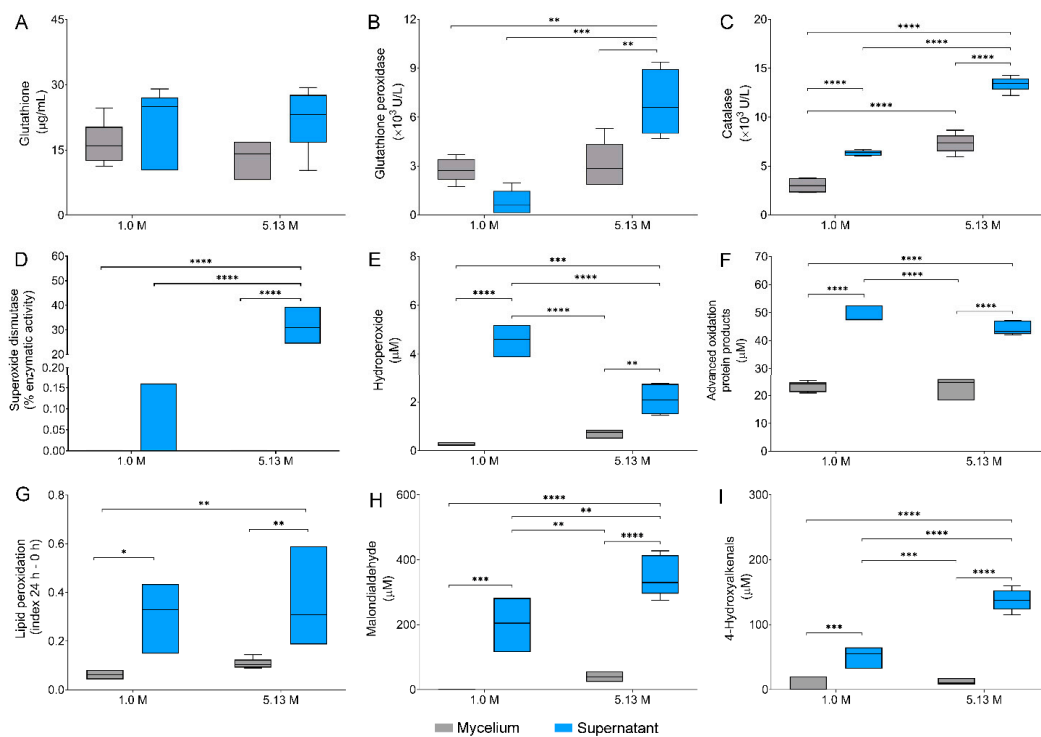 A
Glutathione
(µg/mL)
45
30
15
0
1.0 M
5.13 M
B
Glutathione peroxidase
(×10³ U/L)
12
9
6
3
0
**
***
**
1.0 M
5.13 M
C
Catalase
(×10³ U/L)
20
15
10
5
0
****
****
****
****
****
1.0 M
5.13 M
D
Superoxide dismutase
(% enzymatic activity)
60
50
40
30
20
0.15
0.10
0.05
0.00
****
****
****
1.0 M
5.13 M
E
Hydroperoxide
(µM)
8
6
4
2
0
***
****
****
****
**
1.0 M
5.13 M
F
Advanced oxidation
protein products
(µM)
70
60
50
40
30
20
10
0
****
****
****
****
1.0 M
5.13 M
G
Lipid peroxidation
(index 24 h - 0 h)
0.8
0.6
0.4
0.2
0.0
**
**
*
1.0 M
5.13 M
H
Malondialdehyde
(µM)
600
400
200
0
****
**
**
****
***
1.0 M
5.13 M
I
4-Hydroxyalkenals
(µM)
300
200
100
0
****
****
***
****
***
1.0 M
5.13 M
Mycelium
Supernatant